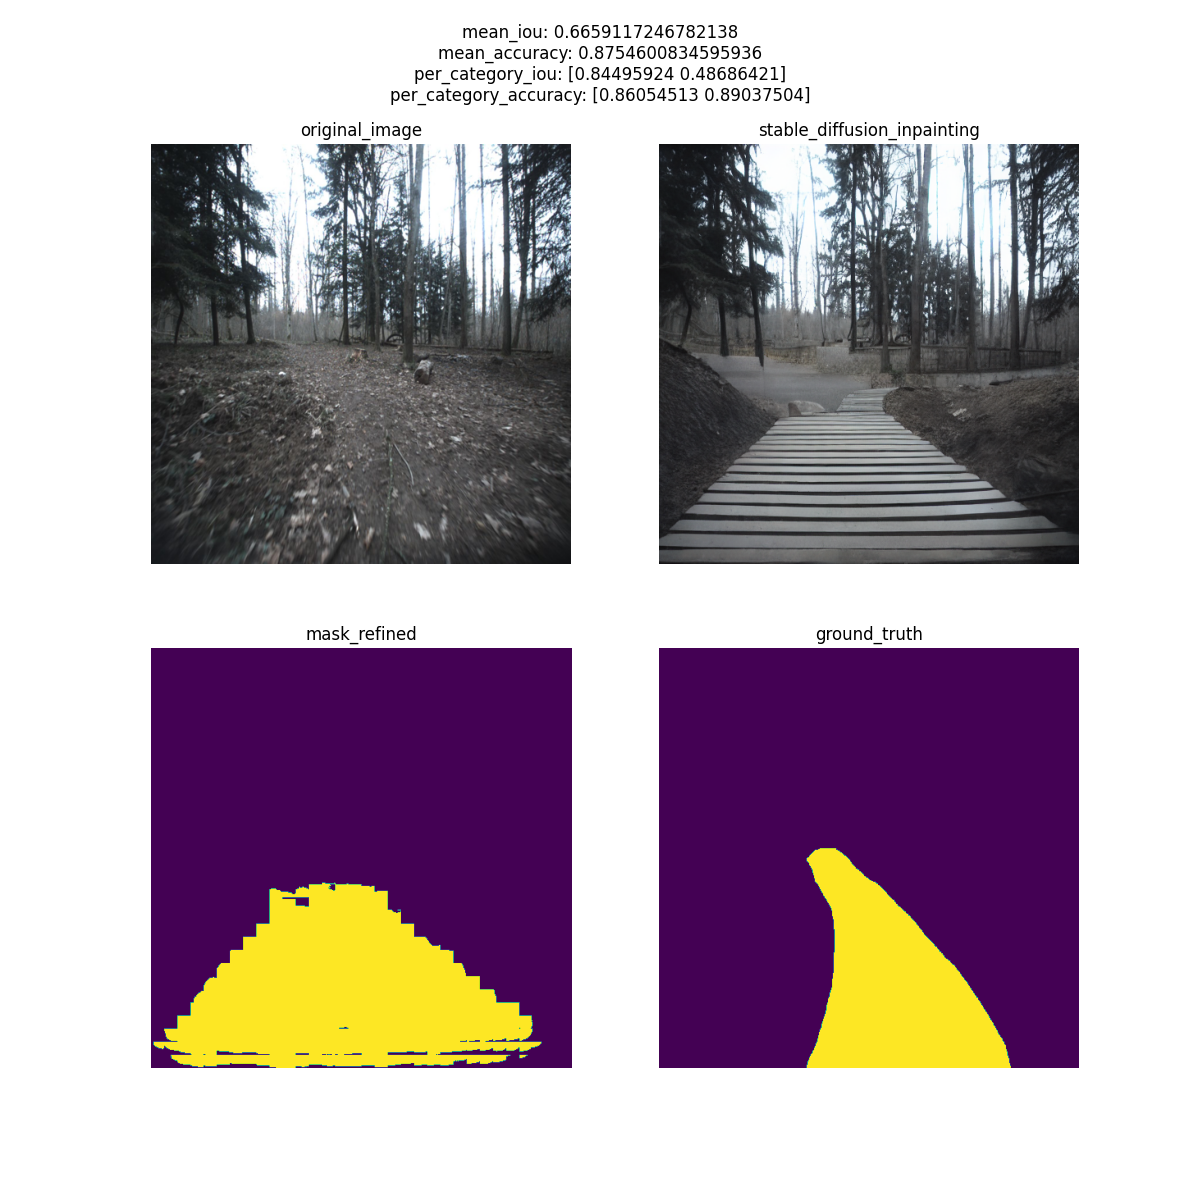 mean_iou: 0.6659117246782138
mean_accuracy: 0.8754600834595936
per_category_iou: [0.84495924 0.48686421]
per_category_accuracy: [0.86054513 0.89037504]
original_image
stable_diffusion_inpainting
mask_refined
ground_truth